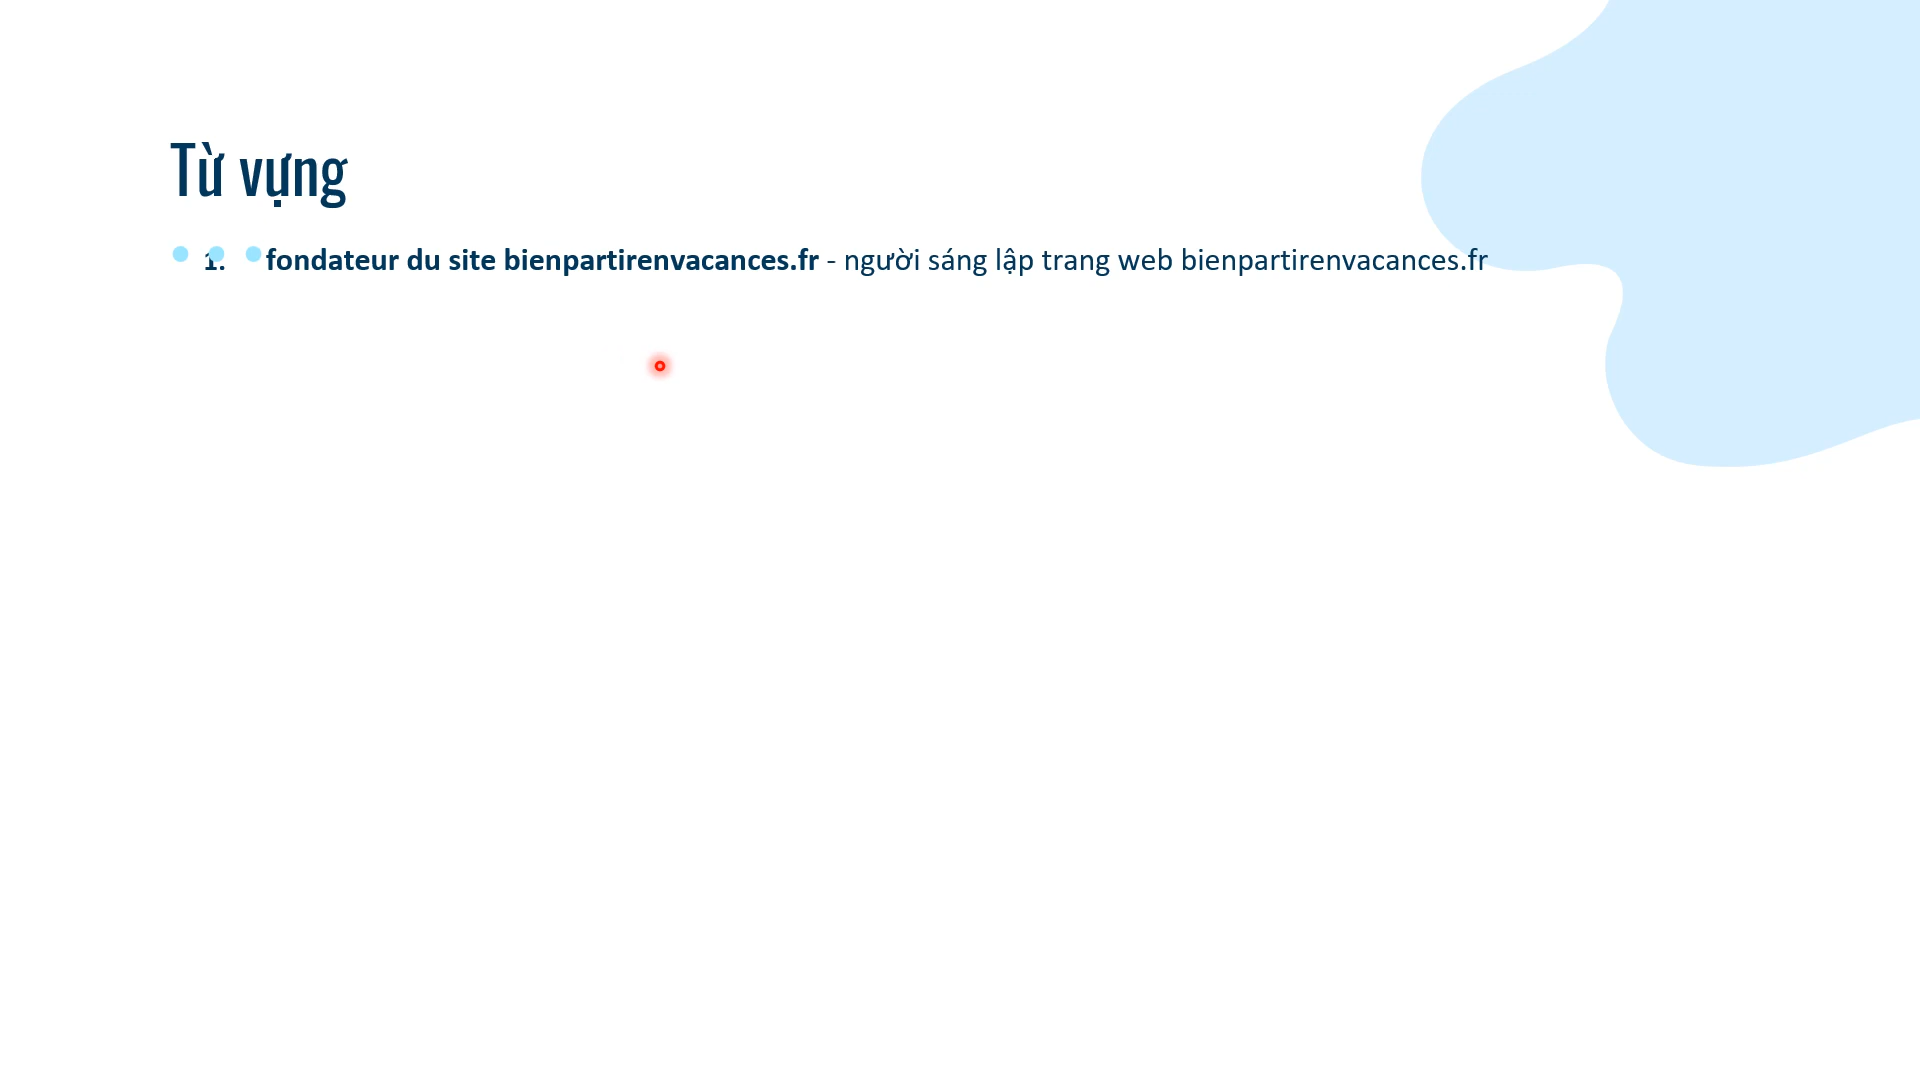 Từ vựng
1. fondateur du site bienpartirenvacances.fr - người sáng lập trang web bienpartirenvacances.fr